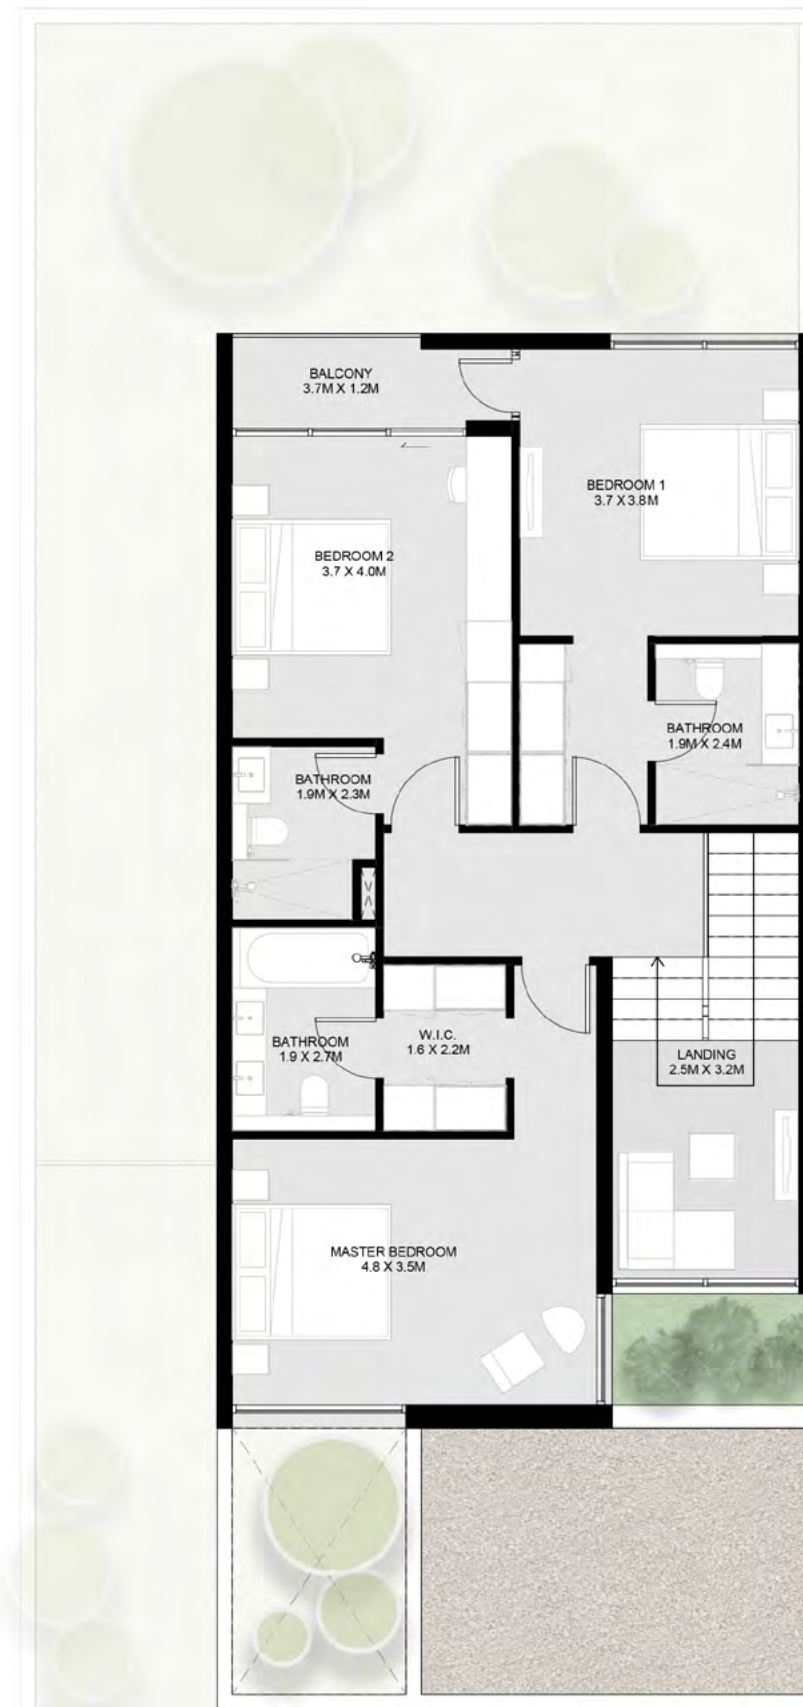 BALCONY
3.7M X 1.2M
BEDROOM 1
3.7 X 3.8M
BEDROOM 2
3.7 X 4.0M
BATHROOM
1.9M X 2.4M
BATHROOM
1.9M X 2.3M
W.I.C.
1.6 X 2.2M
BATHROOM
1.9 X 2.7M
LANDING
2.5M X 3.2M
MASTER BEDROOM
4.8 X 3.5M